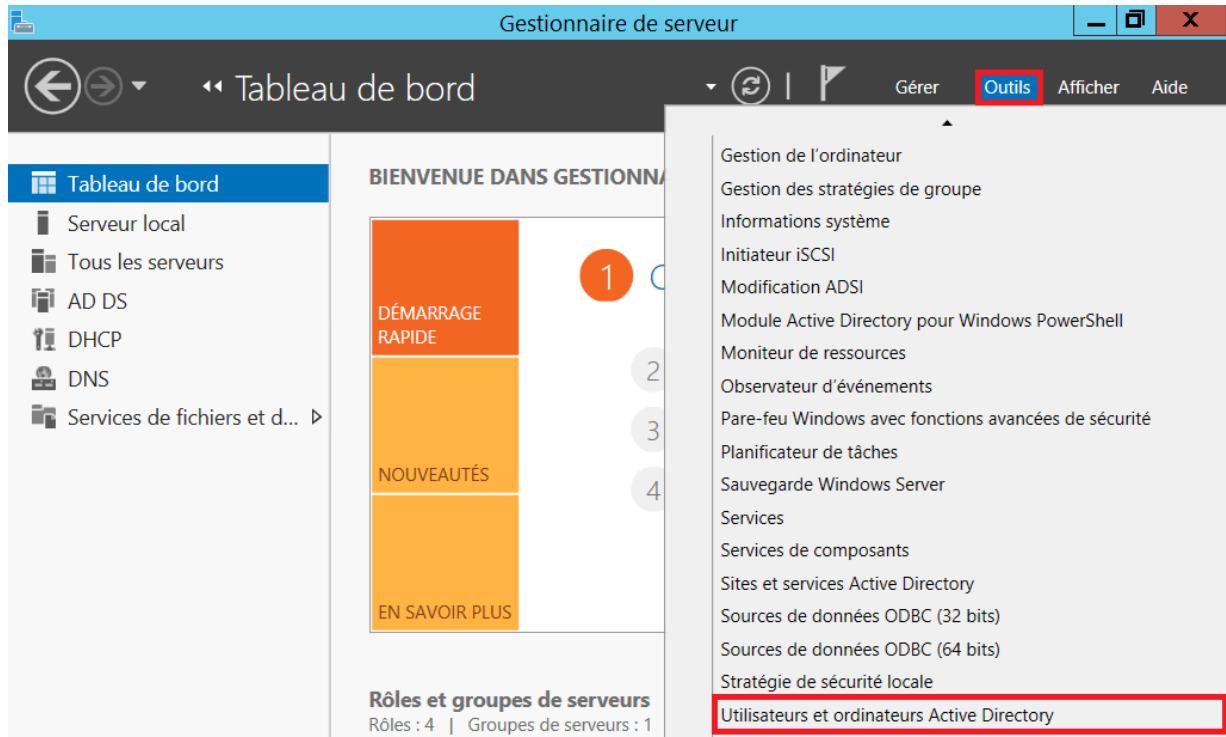 Gestionnaire de serveur
Tableau de bord
Gérer
Outils
Afficher
Aide
Tableau de bord
Serveur local
Tous les serveurs
AD DS
DHCP
DNS
Services de fichiers et d...
BIENVENUE DANS GESTIONNA
DÉMARRAGE
RAPIDE
NOUVEAUTÉS
EN SAVOIR PLUS
1
2
3
4
Rôles et groupes de serveurs
Rôles : 4 | Groupes de serveurs : 1
Gestion de l'ordinateur
Gestion des stratégies de groupe
Informations système
Initiateur iSCSI
Modification ADSI
Module Active Directory pour Windows PowerShell
Moniteur de ressources
Observateur d'événements
Pare-feu Windows avec fonctions avancées de sécurité
Planificateur de tâches
Sauvegarde Windows Server
Services
Services de composants
Sites et services Active Directory
Sources de données ODBC (32 bits)
Sources de données ODBC (64 bits)
Stratégie de sécurité locale
Utilisateurs et ordinateurs Active Directory